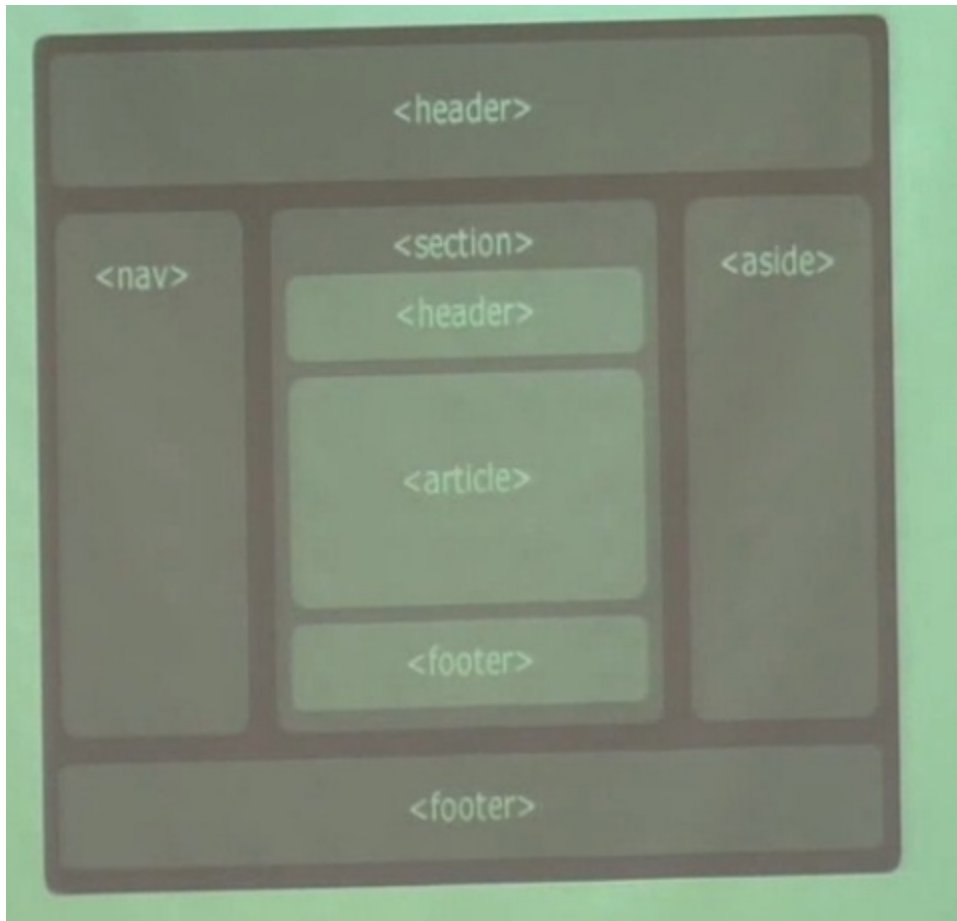 <header>
<nav>
<section>
<aside>
<header>
<article>
<footer>
<footer>